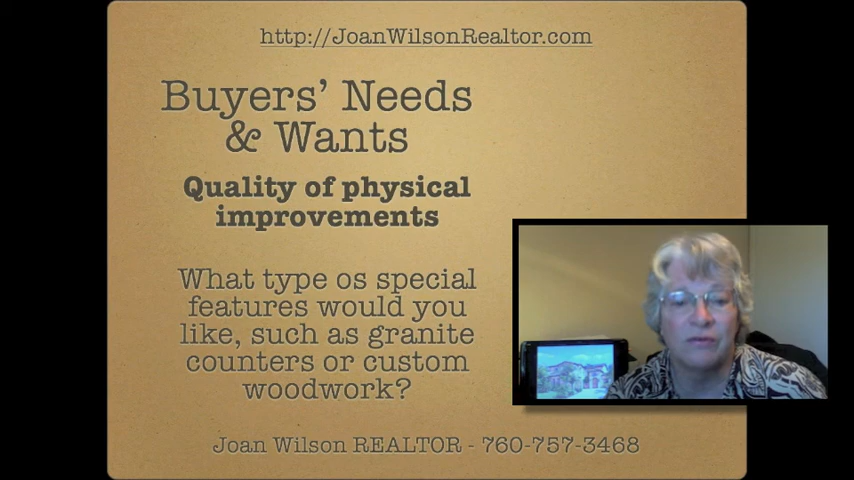 http://JoanWilsonRealtor.com
Buyers’ Needs
& Wants
Quality of physical
improvements
What type os special
features would you
like, such as granite
counters or custom
woodwork?
Joan Wilson REALTOR - 760-757-3468